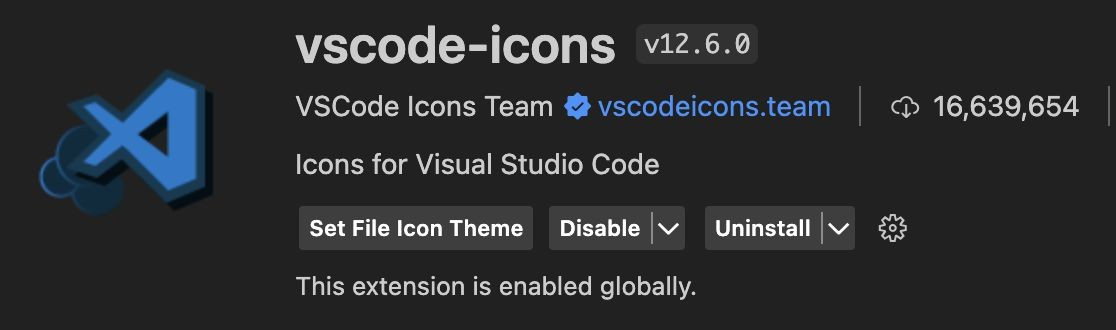 vscode-icons v12.6.0
VSCode Icons Team vscodeicons.team 16,639,654
Icons for Visual Studio Code
Set File Icon Theme Disable Uninstall
This extension is enabled globally.